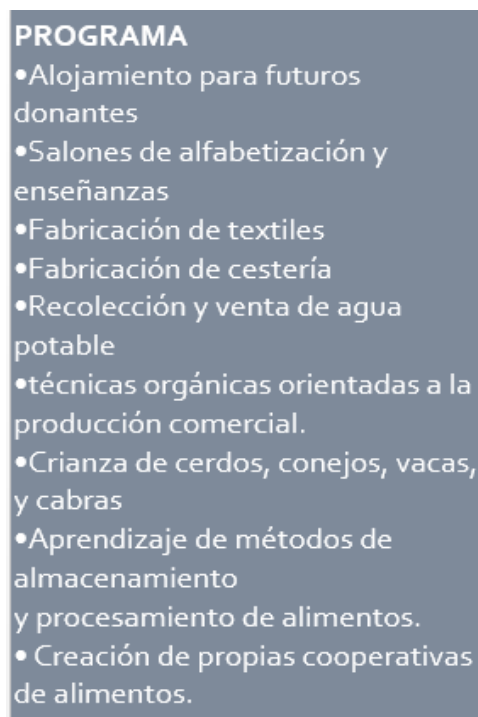 PROGRAMA
•Alojamiento para futuros
donantes
•Salones de alfabetización y
enseñanzas
•Fabricación de textiles
•Fabricación de cestería
•Recolección y venta de agua
potable
•técnicas orgánicas orientadas a la
producción comercial.
•Crianza de cerdos, conejos, vacas,
y cabras
•Aprendizaje de métodos de
almacenamiento
y procesamiento de alimentos.
• Creación de propias cooperativas
de alimentos.